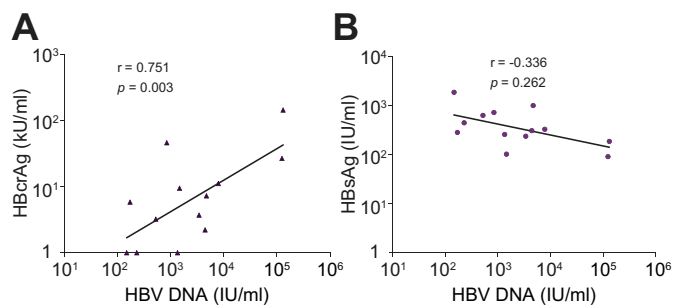 A
HBcrAg (kU/ml)
10³
10²
10¹
1
r = 0.751
p = 0.003
10¹ 10² 10³ 10⁴ 10⁵ 10⁶
HBV DNA (IU/ml)
B
HBsAg (IU/ml)
10⁴
10³
10²
10¹
1
r = -0.336
p = 0.262
10¹ 10² 10³ 10⁴ 10⁵ 10⁶
HBV DNA (IU/ml)